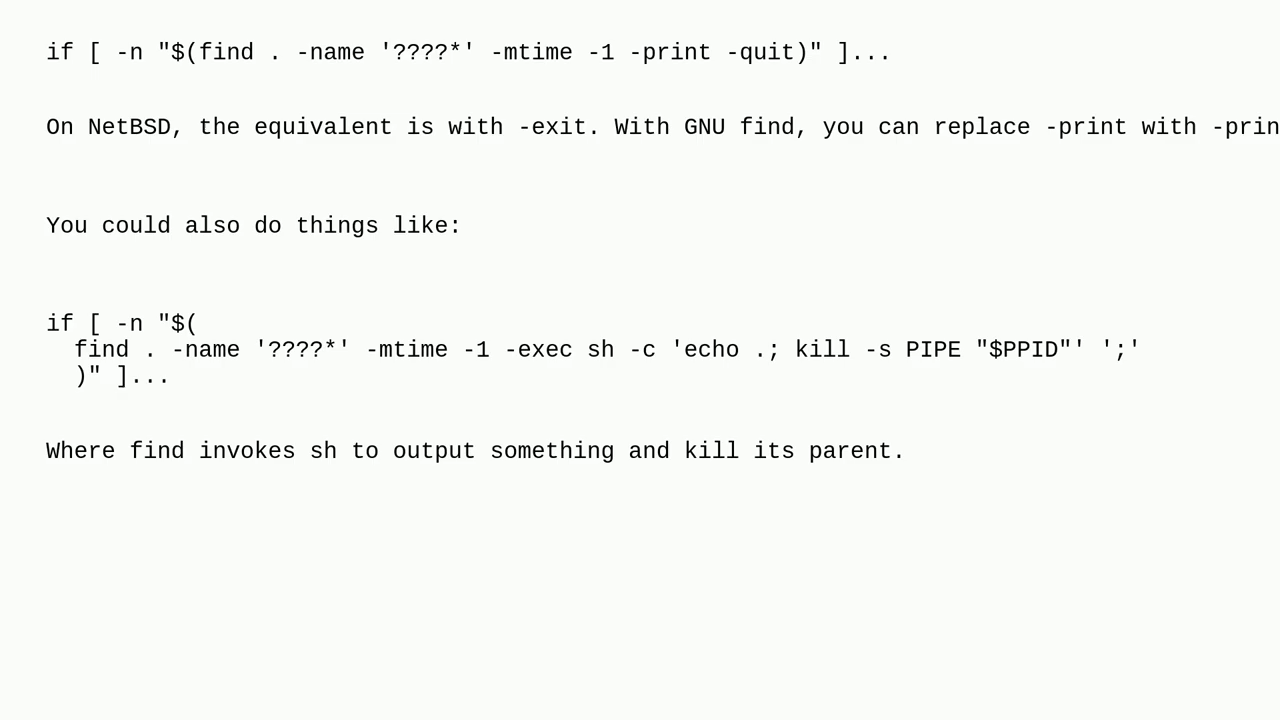 if [ -n "$(find . -name '????*' -mtime -1 -print -quit)" ]...
On NetBSD, the equivalent is with -exit. With GNU find, you can replace -print with -prin
You could also do things like:
if [ -n "$(
  find . -name '????*' -mtime -1 -exec sh -c 'echo .; kill -s PIPE "$PPID"' ';'
  )" ]...
Where find invokes sh to output something and kill its parent.